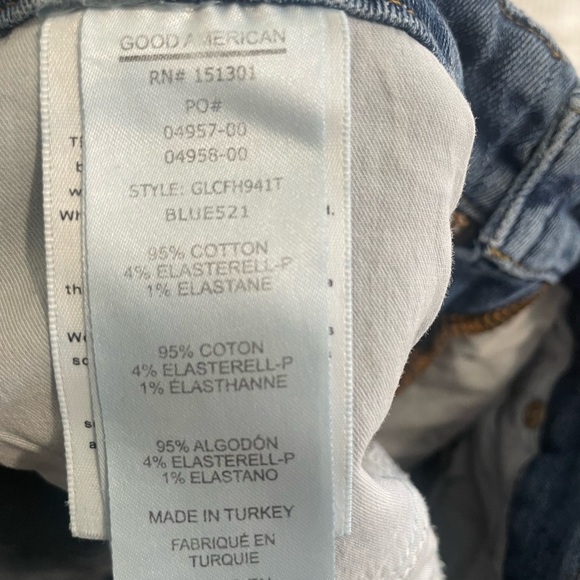 GOOD AMERICAN
RN# 151301
PO#
04957-00
04958-00
STYLE: GLCFH941T
BLUE521
95% COTTON
4% ELASTERELL-P
1% ELASTANE
95% COTON
4% ELASTERELL-P
1% ÉLASTHANNE
95% ALGODÓN
4% ELASTERELL-P
1% ELASTANO
MADE IN TURKEY
FABRIQUÉ EN
TURQUIE